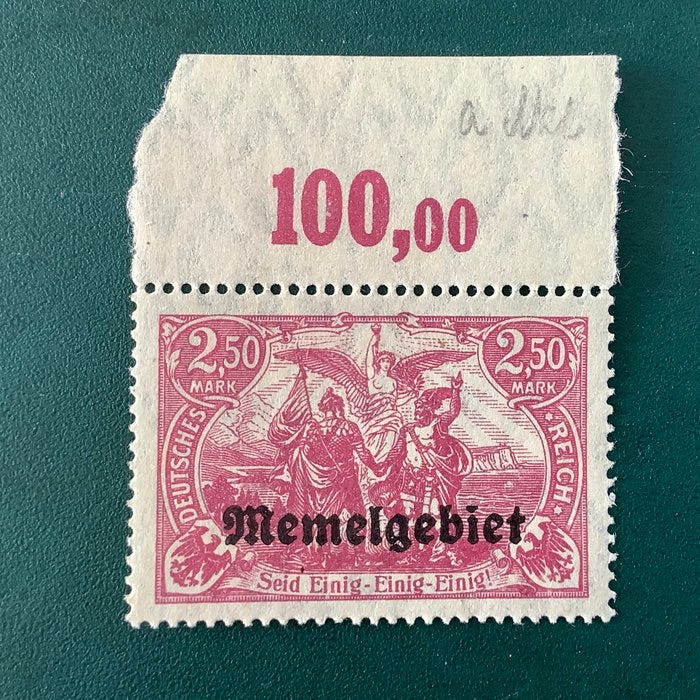 100,00
2,50 2,50
MARK MARK
DEUTSCHES REICH
Memelgebiet
Seid Einig-Einig-Einig!